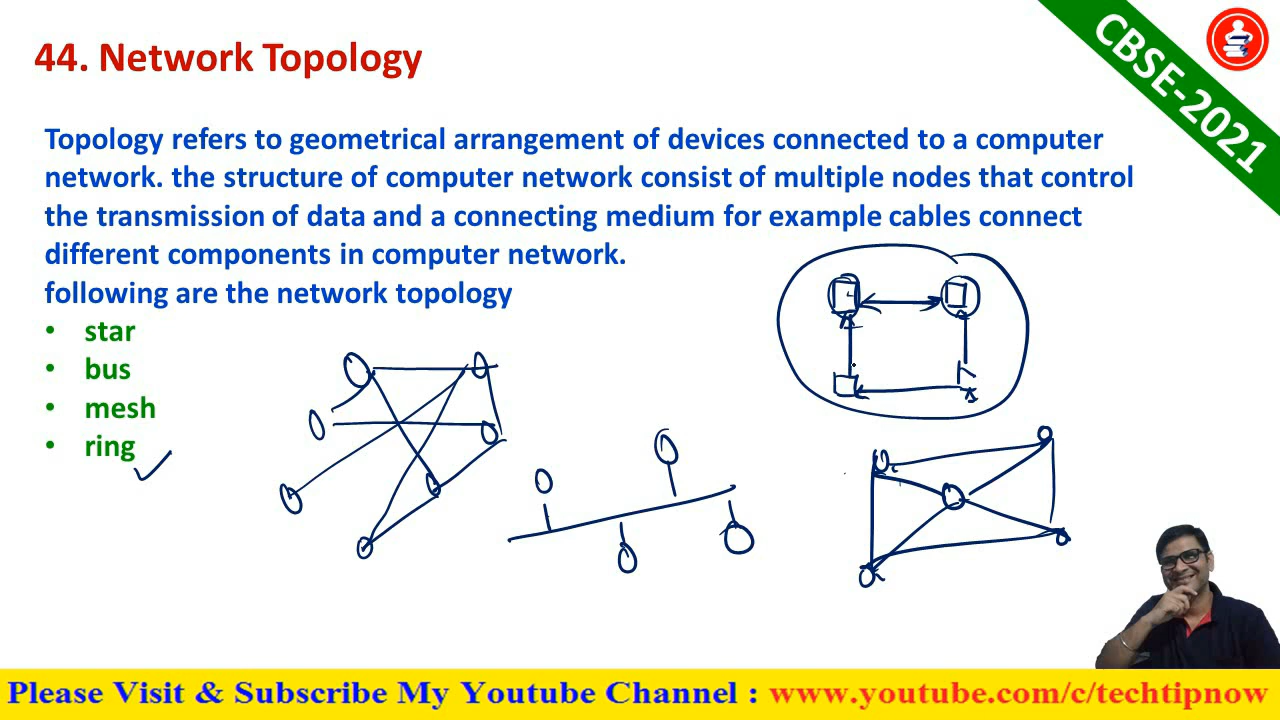 44. Network Topology
CBSE-2021
Topology refers to geometrical arrangement of devices connected to a computer
network. the structure of computer network consist of multiple nodes that control
the transmission of data and a connecting medium for example cables connect
different components in computer network.
following are the network topology
• star
• bus
• mesh
• ring
Please Visit & Subscribe My Youtube Channel : www.youtube.com/c/techtipnow